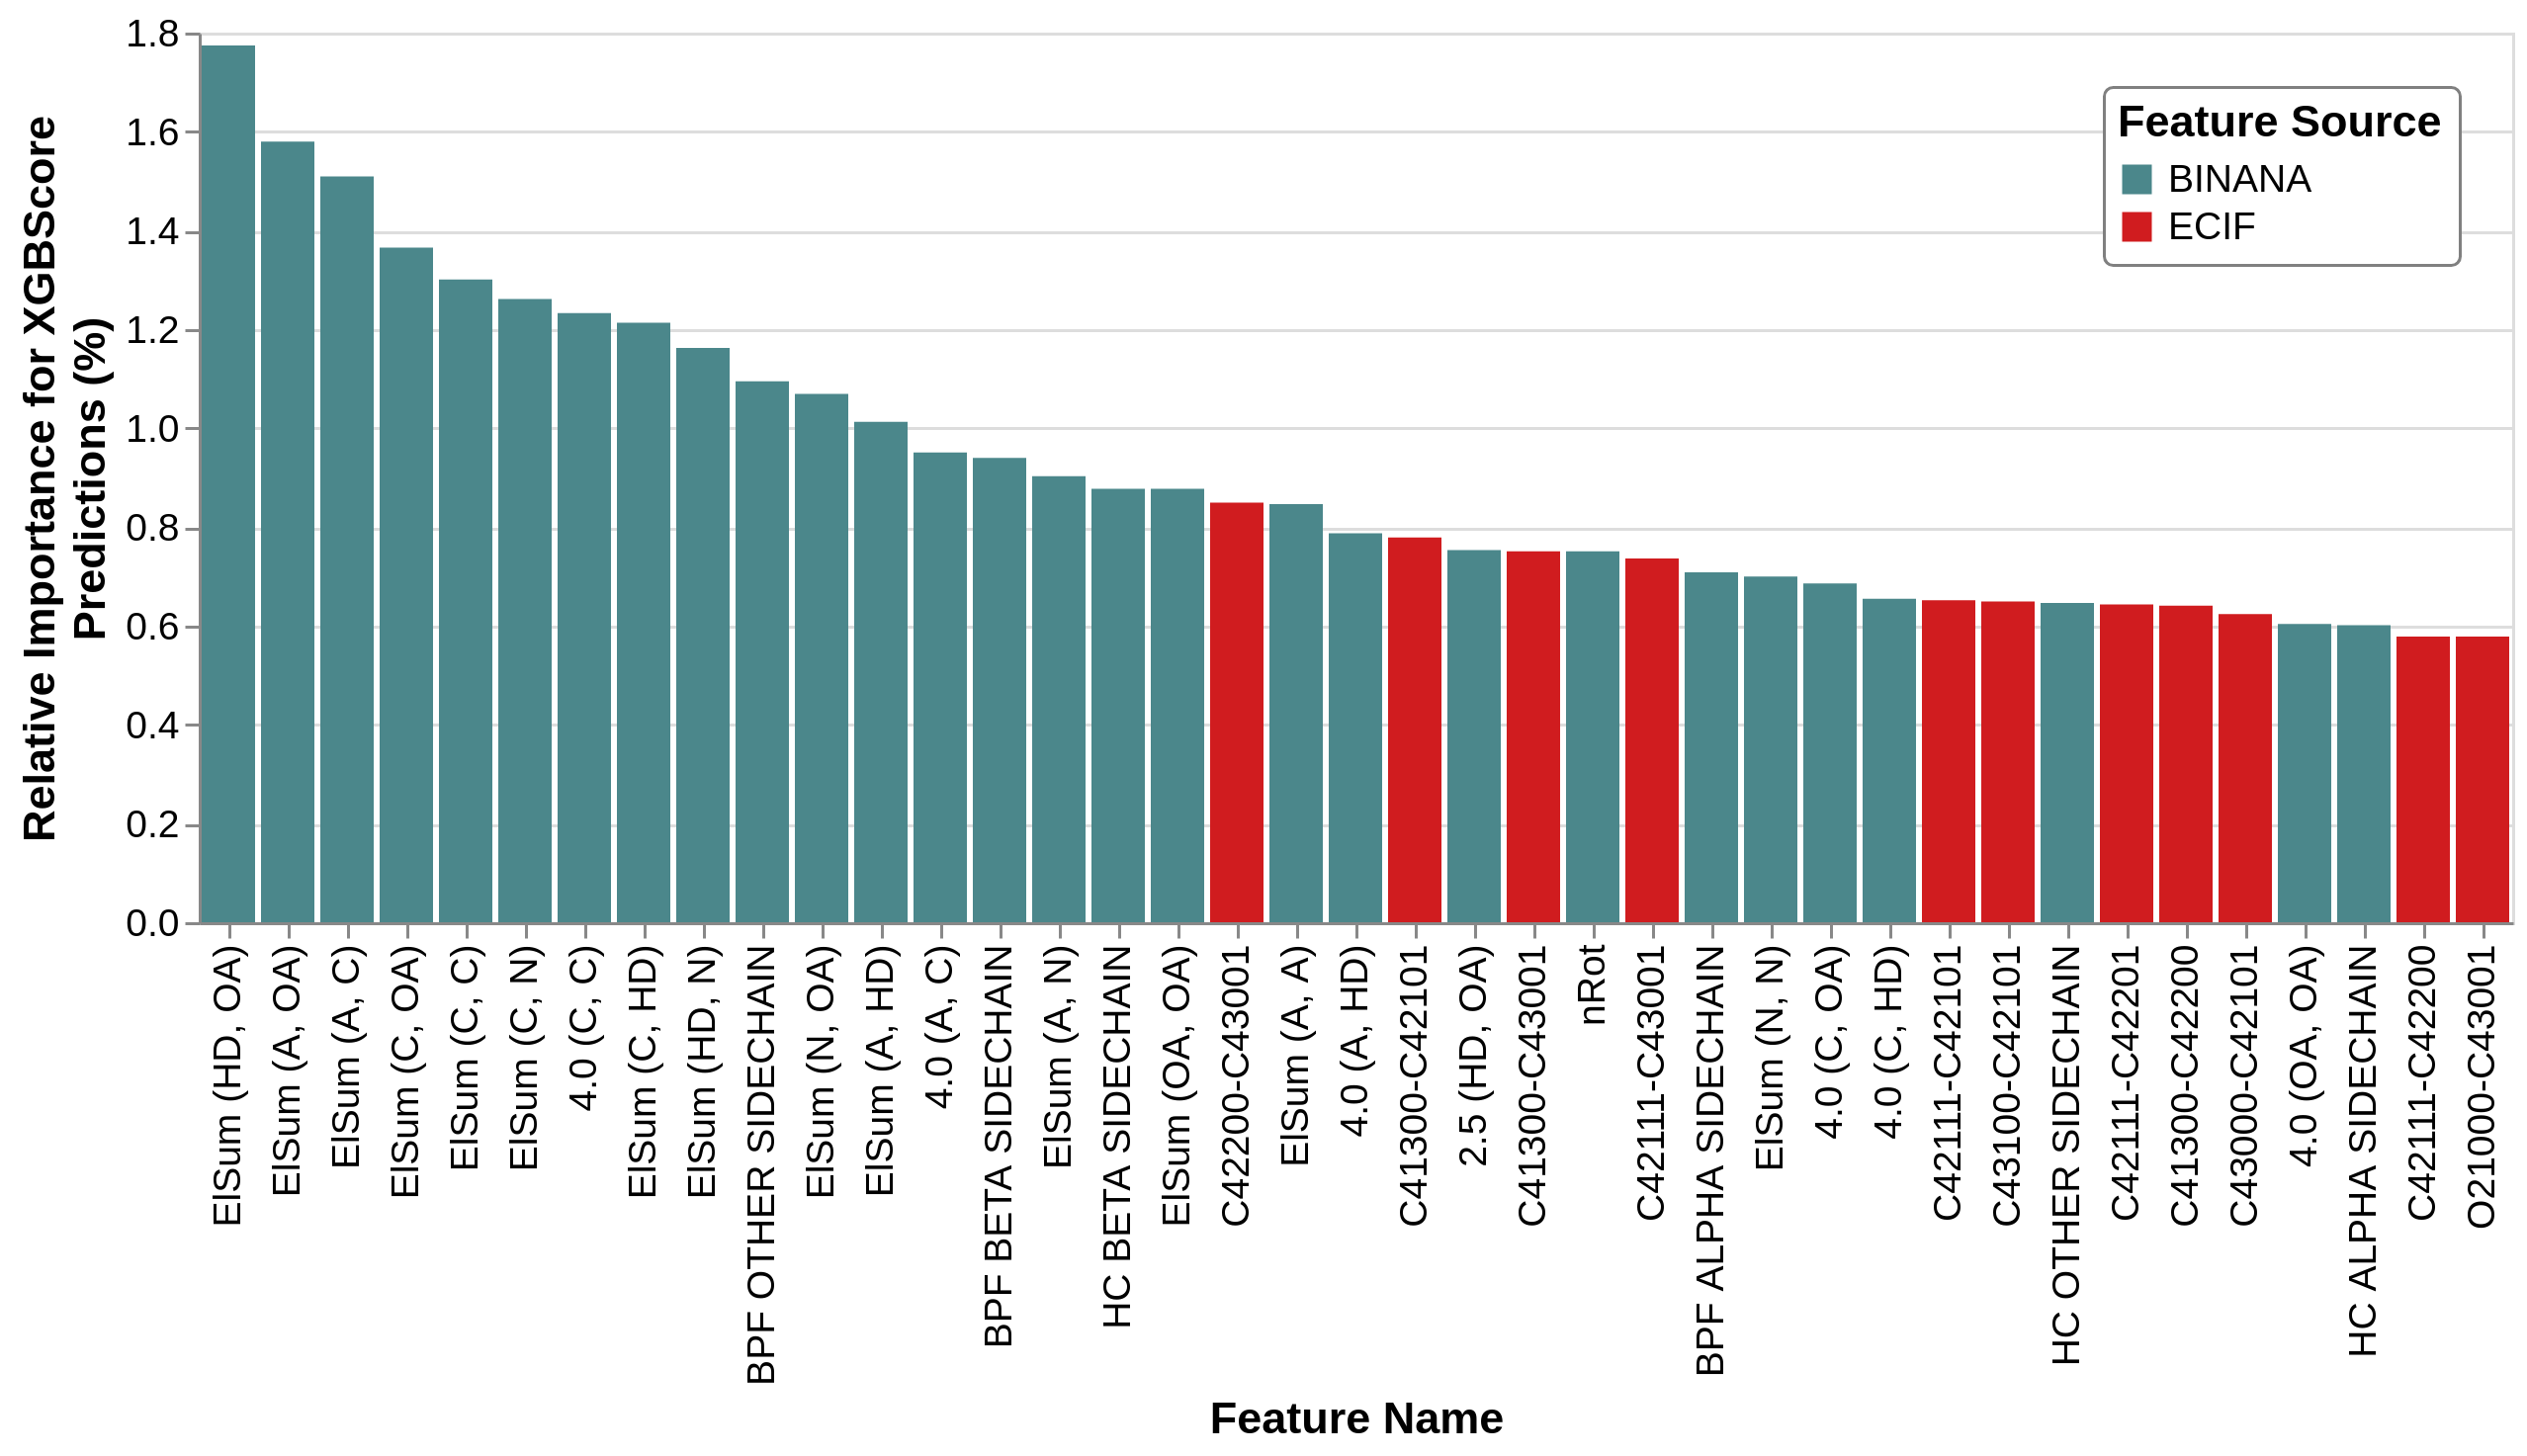 Relative Importance for XGBScore
Predictions (%)
1.8
1.6
1.4
1.2
1.0
0.8
0.6
0.4
0.2
0.0
Feature Source
BINANA
ECIF
ElSum (HD, OA)
ElSum (A, OA)
ElSum (A, C)
ElSum (C, OA)
ElSum (C, C)
ElSum (C, N)
4.0 (C, C)
ElSum (C, HD)
ElSum (HD, N)
BPF OTHER SIDECHAIN
ElSum (N, OA)
ElSum (A, HD)
4.0 (A, C)
BPF BETA SIDECHAIN
ElSum (A, N)
HC BETA SIDECHAIN
ElSum (OA, OA)
C42200-C43001
ElSum (A, A)
4.0 (A, HD)
C41300-C42101
2.5 (HD, OA)
C41300-C43001
nRot
C42111-C43001
BPF ALPHA SIDECHAIN
ElSum (N, N)
4.0 (C, OA)
4.0 (C, HD)
C42111-C42101
C43100-C42101
HC OTHER SIDECHAIN
C42111-C42201
C41300-C42200
C43000-C42101
4.0 (OA, OA)
HC ALPHA SIDECHAIN
C42111-C42200
O21000-C43001
Feature Name